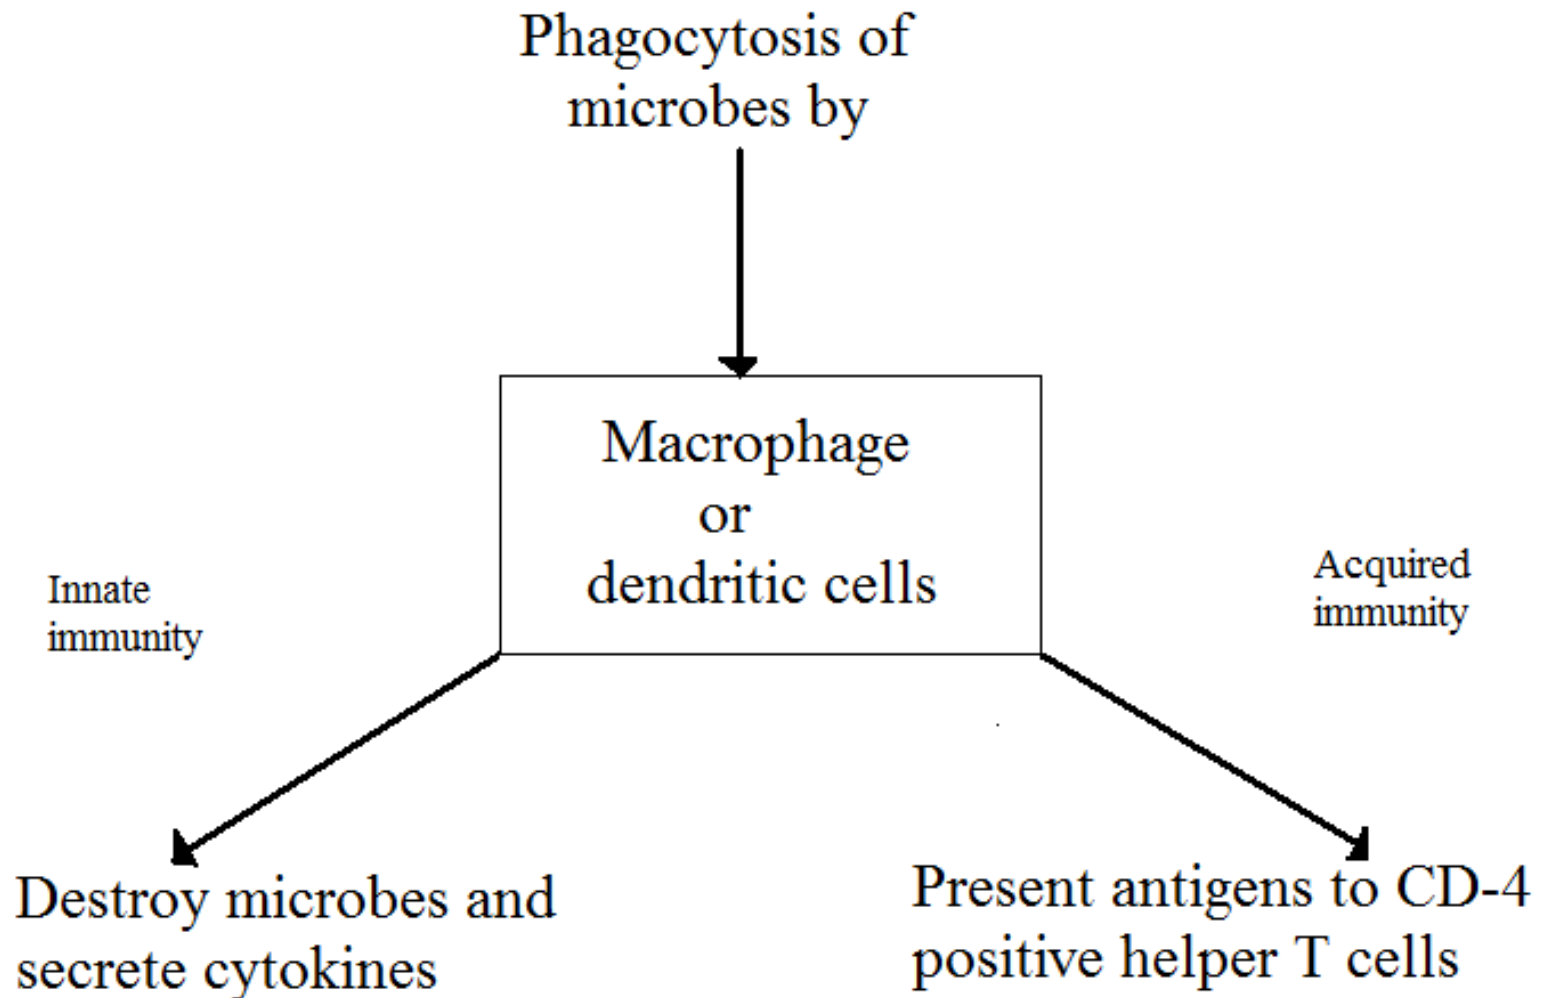 Phagocytosis of
microbes by
Macrophage
or
dendritic cells
Innate
immunity
Acquired
immunity
Destroy microbes and
secrete cytokines
Present antigens to CD-4
positive helper T cells